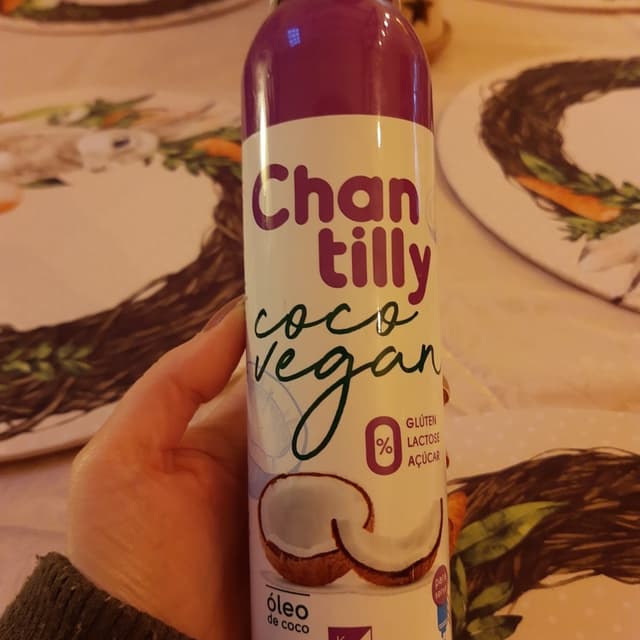 Chan
tilly
coco
vegan
0%
GLÚTEN
LACTOSE
AÇÚCAR
óleo
de coco